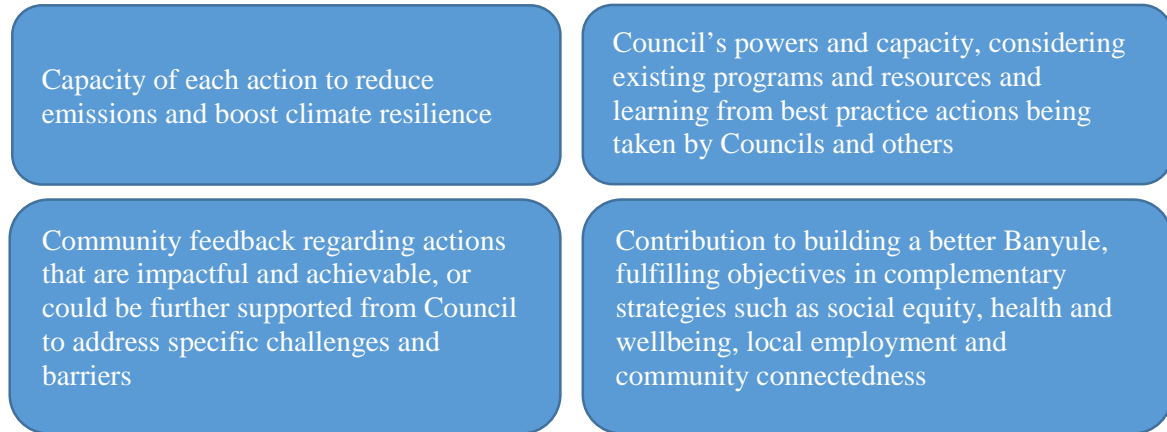 Capacity of each action to reduce
emissions and boost climate resilience
Council’s powers and capacity, considering
existing programs and resources and
learning from best practice actions being
taken by Councils and others
Community feedback regarding actions
that are impactful and achievable, or
could be further supported from Council
to address specific challenges and
barriers
Contribution to building a better Banyule,
fulfilling objectives in complementary
strategies such as social equity, health and
wellbeing, local employment and
community connectedness